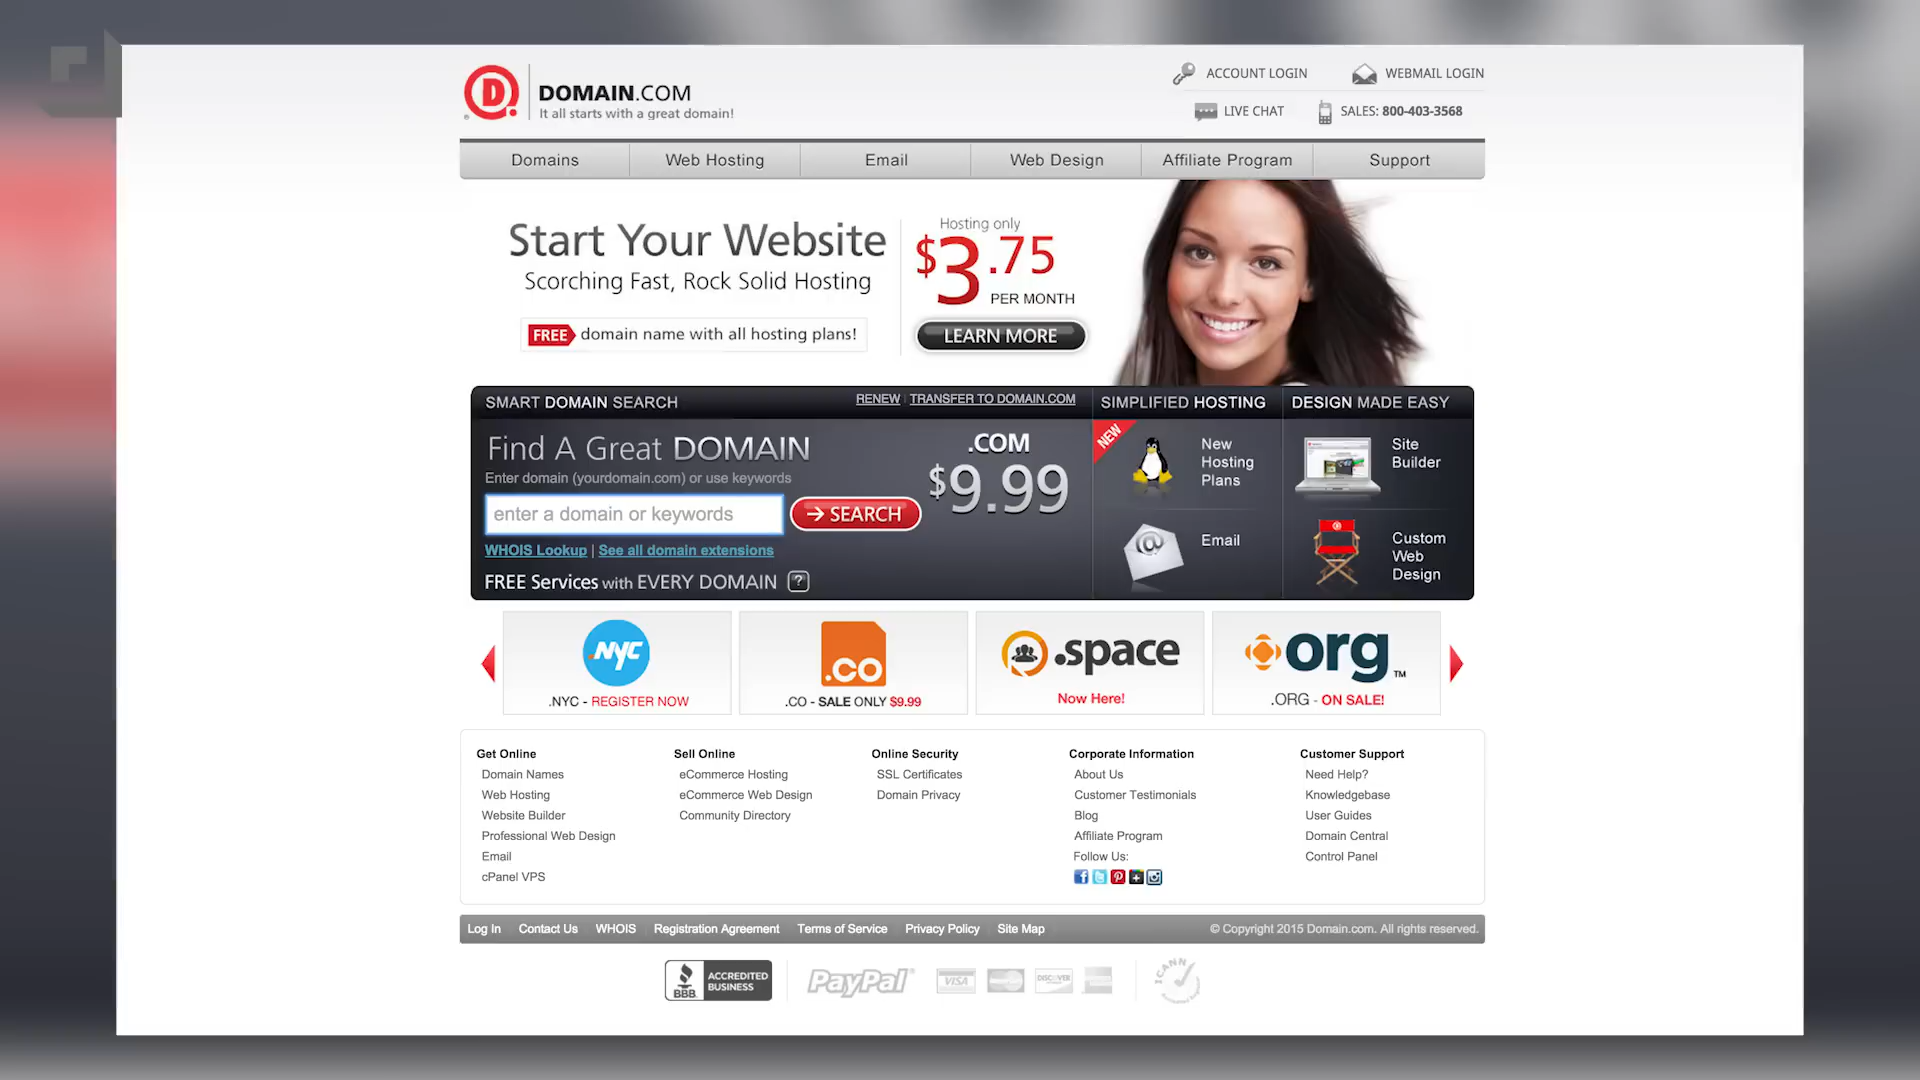 DOMAIN.COM
It all starts with a great domain!
ACCOUNT LOGIN
WEBMAIL LOGIN
LIVE CHAT
SALES: 800-403-3568
Domains
Web Hosting
Email
Web Design
Affiliate Program
Support
Start Your Website
Scorching Fast, Rock Solid Hosting
FREE domain name with all hosting plans!
Hosting only
$3.75
PER MONTH
LEARN MORE
SMART DOMAIN SEARCH
RENEW | TRANSFER TO DOMAIN.COM
Find A Great DOMAIN
Enter domain (yourdomain.com) or use keywords
enter a domain or keywords
SEARCH
WHOIS Lookup | See all domain extensions
FREE Services with EVERY DOMAIN ?
.COM
$9.99
SIMPLIFIED HOSTING
NEW
New
Hosting
Plans
Email
DESIGN MADE EASY
Site
Builder
Custom
Web
Design
.NYC
.NYC - REGISTER NOW
.co
.CO - SALE ONLY $9.99
.space
Now Here!
org™
.ORG - ON SALE!
Get Online
Domain Names
Web Hosting
Website Builder
Professional Web Design
Email
cPanel VPS
Sell Online
eCommerce Hosting
eCommerce Web Design
Community Directory
Online Security
SSL Certificates
Domain Privacy
Corporate Information
About Us
Customer Testimonials
Blog
Affiliate Program
Follow Us:
Customer Support
Need Help?
Knowledgebase
User Guides
Domain Central
Control Panel
Log In
Contact Us
WHOIS
Registration Agreement
Terms of Service
Privacy Policy
Site Map
© Copyright 2015 Domain.com. All rights reserved.
BBB
ACCREDITED
BUSINESS
PayPal
VISA
DISCOVER
ICANN